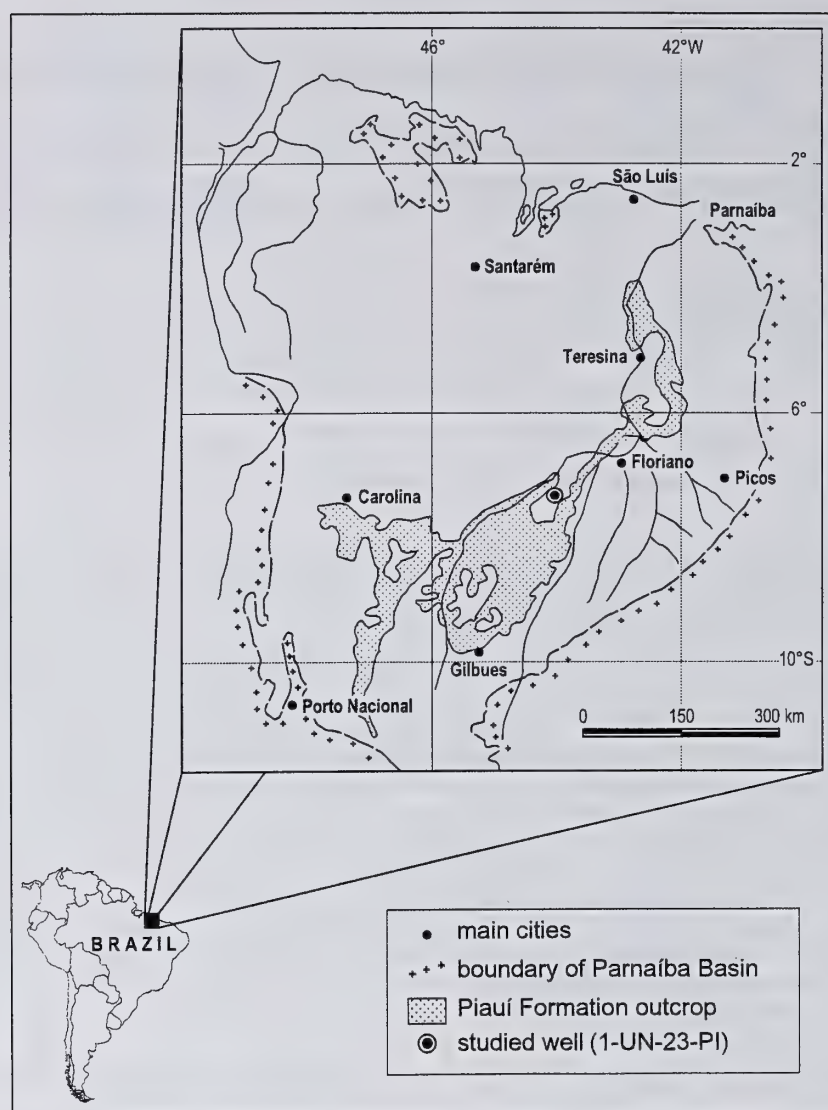 46°
42°W
2°
São Luís
Parnaíba
Santarém
Teresina
6°
Floriano
Picos
Carolina
Gilbues
10°S
Porto Nacional
0 150 300 km
BRAZIL
main cities
boundary of Parnaíba Basin
Piauí Formation outcrop
studied well (1-UN-23-PI)